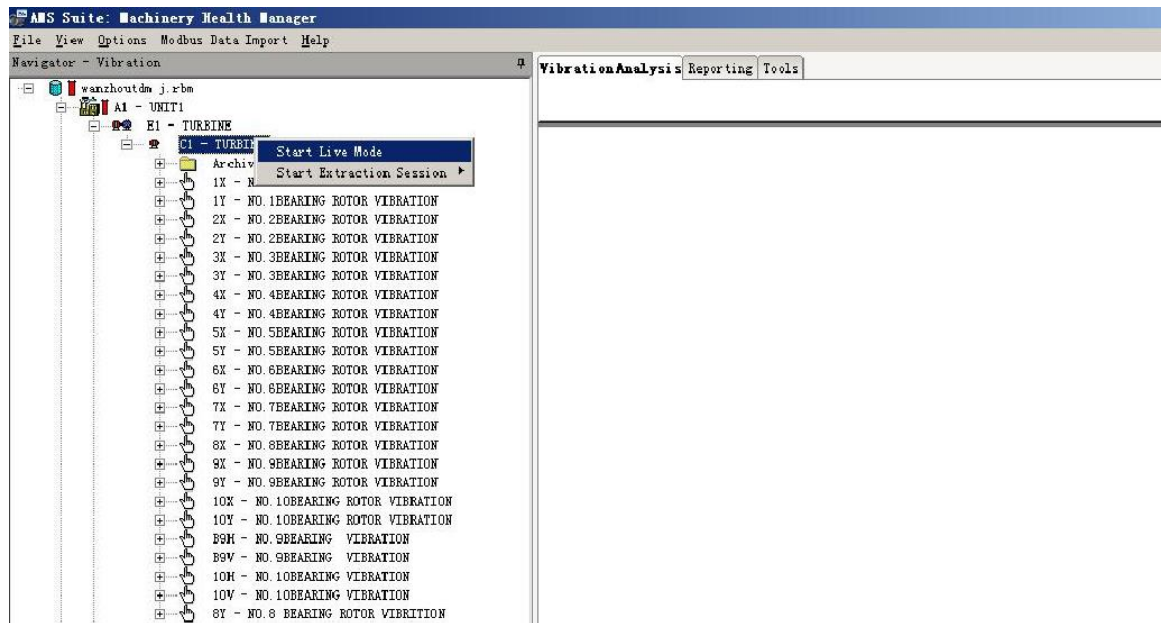 AMS Suite: Machinery Health Manager
File View Options Modbus Data Import Help
Navigator - Vibration
VibrationAnalysis Reporting Tools
wanzhoutdm j.rbm
A1 - UNIT1
E1 - TURBINE
C1 - TURBI
Start Live Mode
Archiv
Start Extraction Session
1X - N
1Y - NO.1BEARING ROTOR VIBRATION
2X - NO.2BEARING ROTOR VIBRATION
2Y - NO.2BEARING ROTOR VIBRATION
3X - NO.3BEARING ROTOR VIBRATION
3Y - NO.3BEARING ROTOR VIBRATION
4X - NO.4BEARING ROTOR VIBRATION
4Y - NO.4BEARING ROTOR VIBRATION
5X - NO.5BEARING ROTOR VIBRATION
5Y - NO.5BEARING ROTOR VIBRATION
6X - NO.6BEARING ROTOR VIBRATION
6Y - NO.6BEARING ROTOR VIBRATION
7X - NO.7BEARING ROTOR VIBRATION
7Y - NO.7BEARING ROTOR VIBRATION
8X - NO.8BEARING ROTOR VIBRATION
9X - NO.9BEARING ROTOR VIBRATION
9Y - NO.9BEARING ROTOR VIBRATION
10X - NO.10BEARING ROTOR VIBRATION
10Y - NO.10BEARING ROTOR VIBRATION
B9H - NO.9BEARING VIBRATION
B9V - NO.9BEARING VIBRATION
10H - NO.10BEARING VIBRATION
10V - NO.10BEARING VIBRATION
8Y - NO.8 BEARING ROTOR VIBRITION